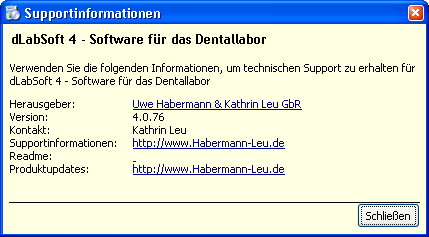 Supportinformationen
dLabSoft 4 - Software für das Dentallabor
Verwenden Sie die folgenden Informationen, um technischen Support zu erhalten für
dLabSoft 4 - Software für das Dentallabor
Herausgeber: Uwe Habermann & Kathrin Leu GbR
Version: 4.0.76
Kontakt: Kathrin Leu
Supportinformationen: http://www.Habermann-Leu.de
Readme:
Produktupdates: http://www.Habermann-Leu.de
Schließen